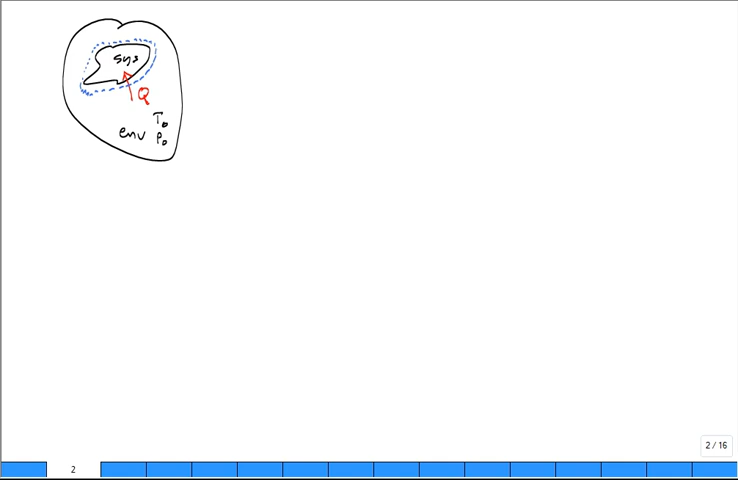 sys
Q
T₀
env P₀
2 / 16
2